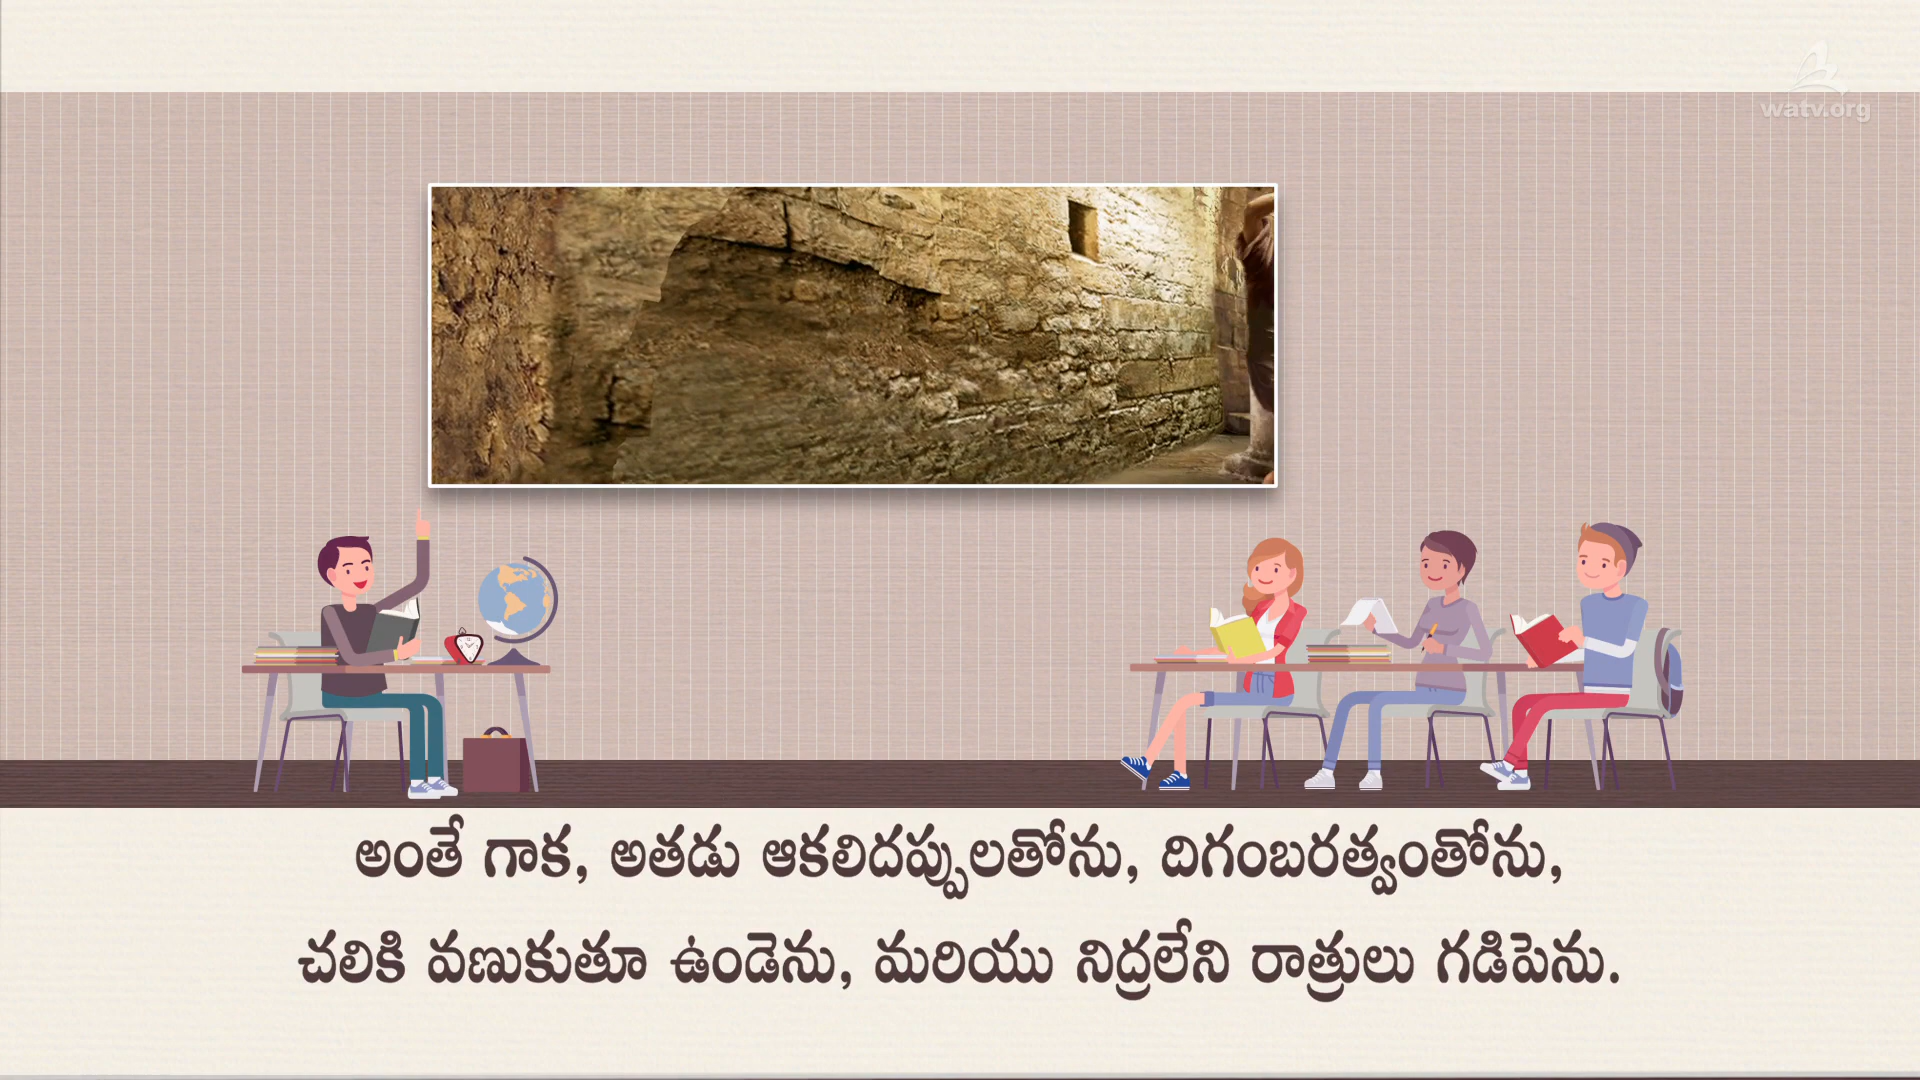 watv.org
అంతే గాక, అతడు ఆకలిదప్పులతోను, దిగంబరత్వంతోను,
చలికి వణుకుతూ ఉండెను, మరియు నిద్రలేని రాత్రులు గడిపెను.